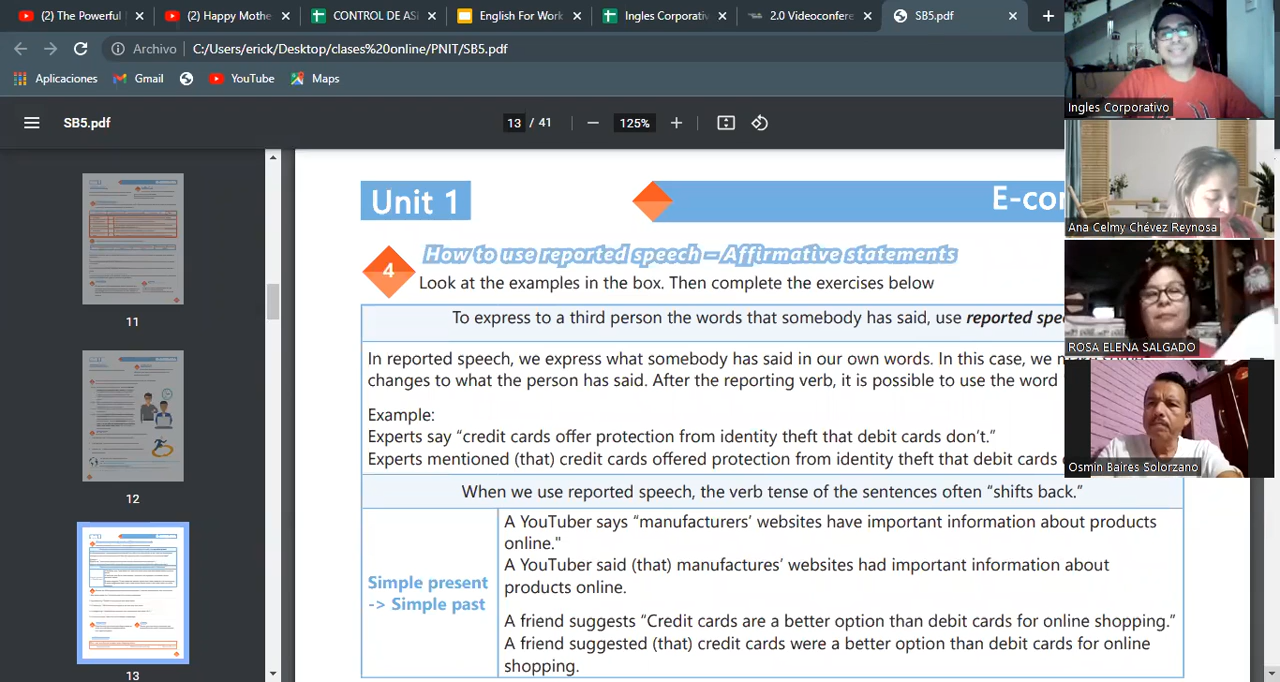 (2) The Powerful
(2) Happy Mothe
CONTROL DE ASI
English For Work
Ingles Corporativ
2.0 Videoconfere
SB5.pdf
Archivo
C:/Users/erick/Desktop/clases%20online/PNIT/SB5.pdf
Aplicaciones
Gmail
YouTube
Maps
SB5.pdf
13 / 41
125%
11
12
13
Unit 1
E-cor
4
How to use reported speech – Affirmative statements
Look at the examples in the box. Then complete the exercises below
To express to a third person the words that somebody has said, use reported spe
In reported speech, we express what somebody has said in our own words. In this case, we
changes to what the person has said. After the reporting verb, it is possible to use the word
Example:
Experts say “credit cards offer protection from identity theft that debit cards don’t.”
Experts mentioned (that) credit cards offered protection from identity theft that debit cards
When we use reported speech, the verb tense of the sentences often “shifts back.”
Simple present
-> Simple past
A YouTuber says “manufacturers’ websites have important information about products
online."
A YouTuber said (that) manufactures’ websites had important information about
products online.
A friend suggests “Credit cards are a better option than debit cards for online shopping.”
A friend suggested (that) credit cards were a better option than debit cards for online
shopping.
Ingles Corporativo
Ana Celmy Chévez Reynosa
ROSA ELENA SALGADO
Osmin Baires Solorzano